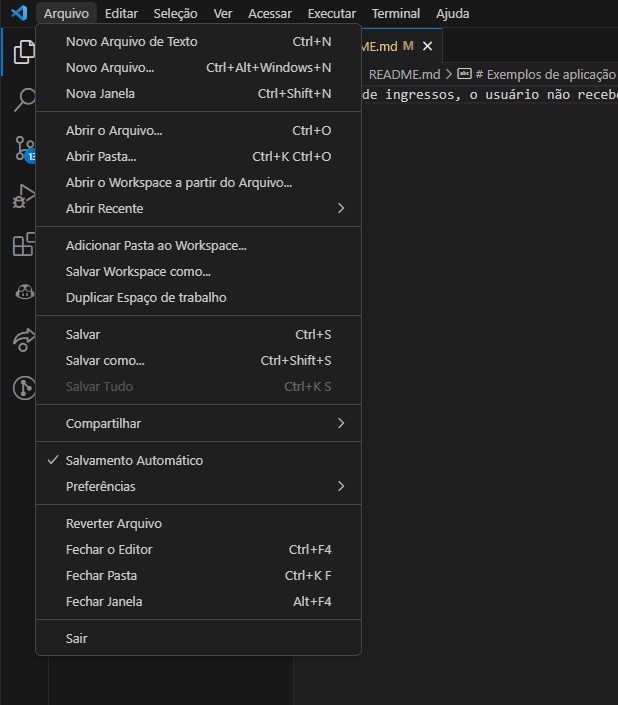 Arquivo Editar Seleção Ver Acessar Executar Terminal Ajuda
Novo Arquivo de Texto Ctrl+N
ME.md M ×
Novo Arquivo... Ctrl+Alt+Windows+N
README.md > # Exemplos de aplicação
Nova Janela Ctrl+Shift+N
de ingressos, o usuário não receb
Abrir o Arquivo... Ctrl+O
Abrir Pasta... Ctrl+K Ctrl+O
13
Abrir o Workspace a partir do Arquivo...
Abrir Recente >
Adicionar Pasta ao Workspace...
Salvar Workspace como...
Duplicar Espaço de trabalho
Salvar Ctrl+S
Salvar como... Ctrl+Shift+S
Salvar Tudo Ctrl+K S
Compartilhar >
✓ Salvamento Automático
Preferências >
Reverter Arquivo
Fechar o Editor Ctrl+F4
Fechar Pasta Ctrl+K F
Fechar Janela Alt+F4
Sair